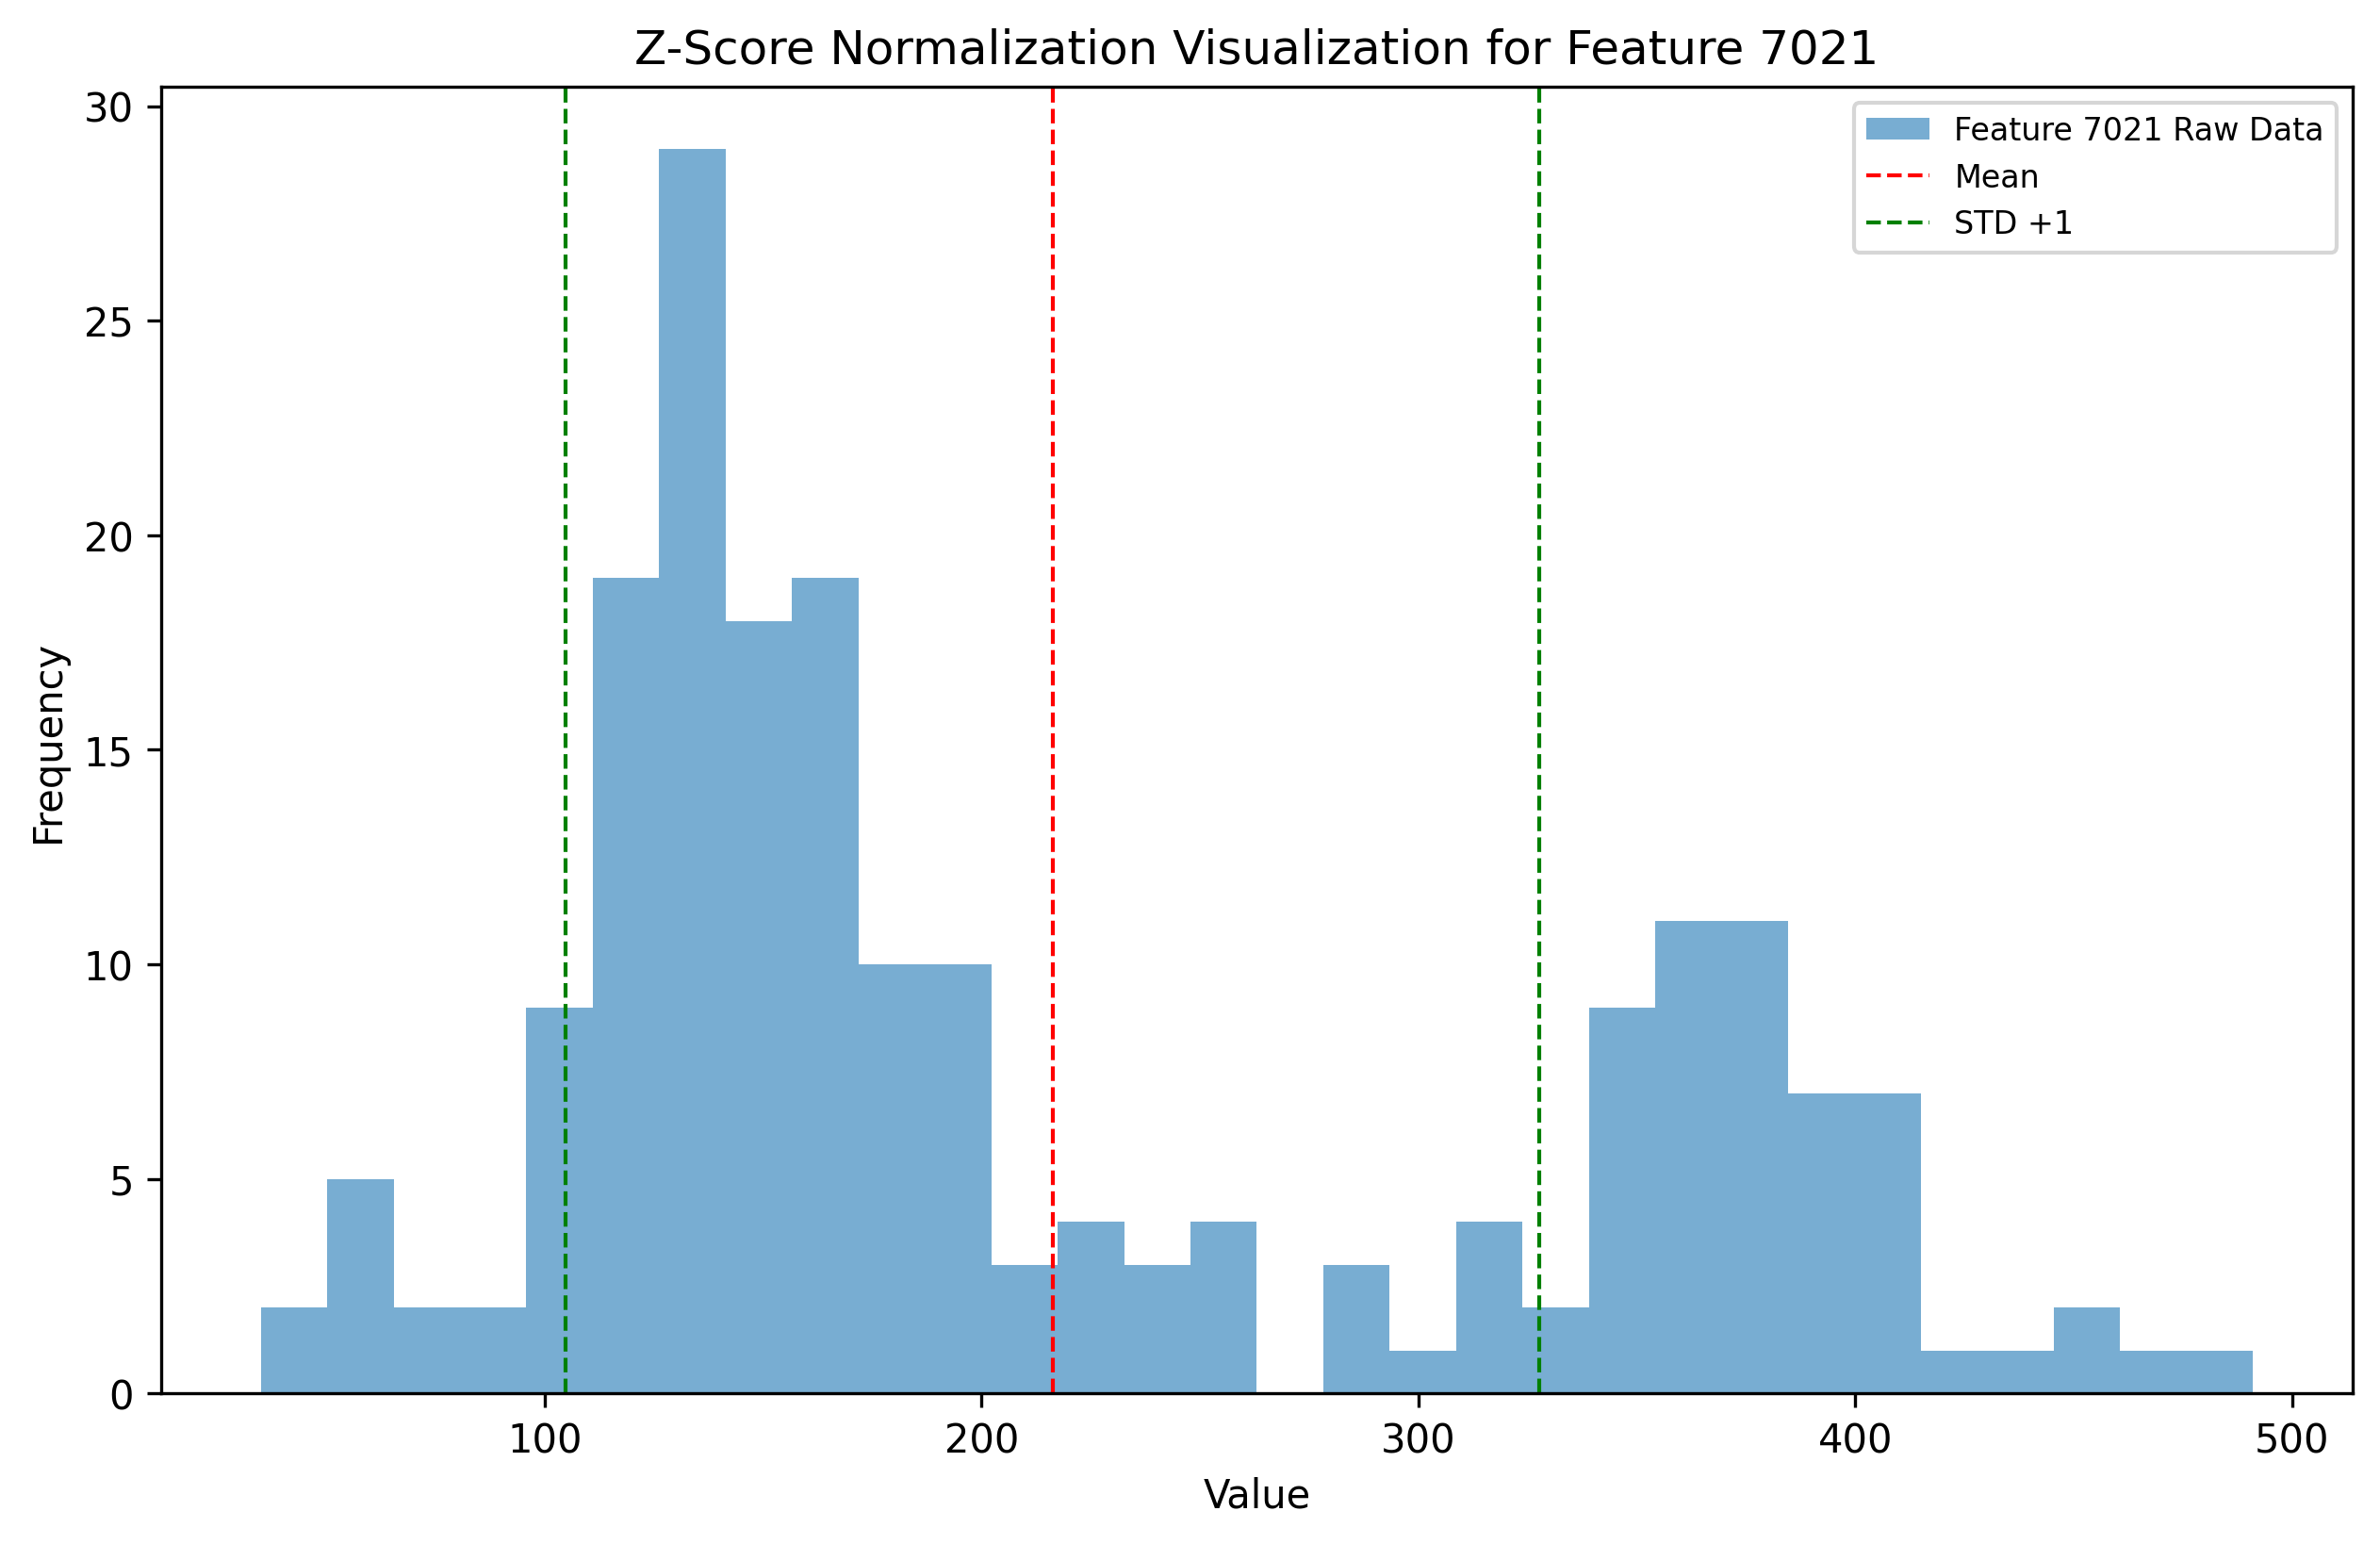 Z-Score Normalization Visualization for Feature 7021
Feature 7021 Raw Data
Mean
STD +1
30
25
20
15
10
5
0
Frequency
100 200 300 400 500
Value